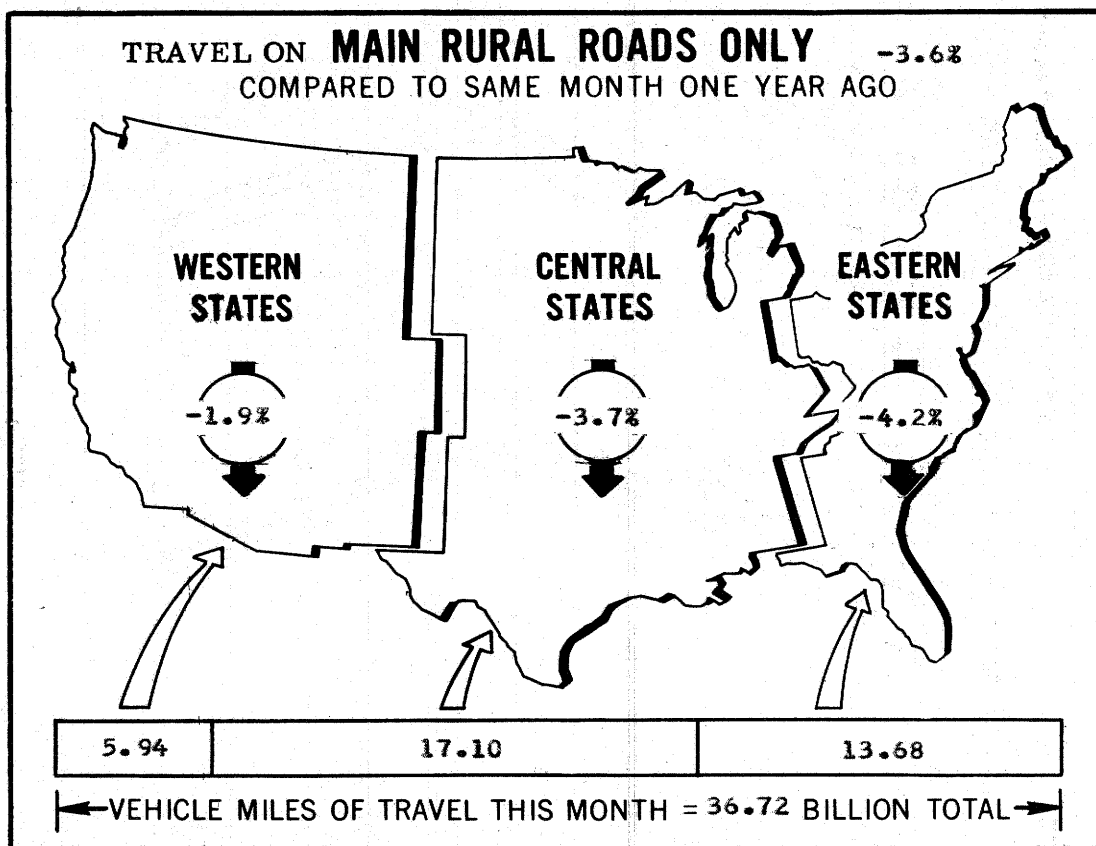 TRAVEL ON MAIN RURAL ROADS ONLY -3.6%
COMPARED TO SAME MONTH ONE YEAR AGO
WESTERN
STATES
-1.9%
CENTRAL
STATES
-3.7%
EASTERN
STATES
-4.2%
5.94 17.10 13.68
VEHICLE MILES OF TRAVEL THIS MONTH = 36.72 BILLION TOTAL